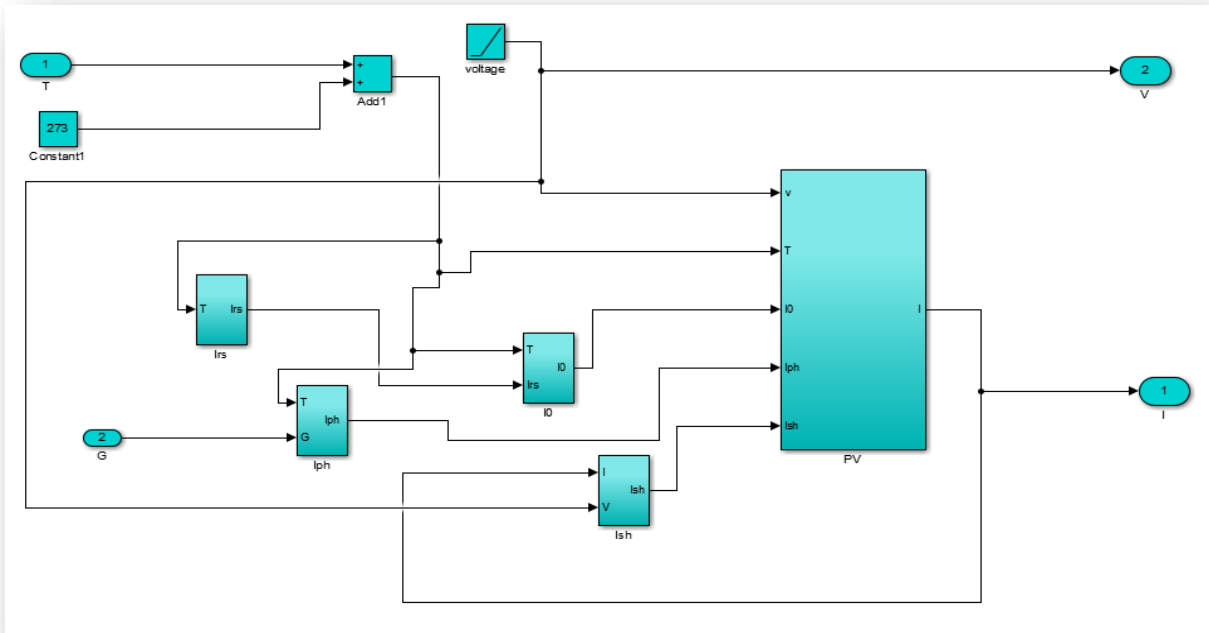 1
T
+
+
Add1
273
Constant1
voltage
2
V
v
T
I0
Iph
Ish
I
PV
T
Irs
Irs
T
Irs
I0
I0
T
G
Iph
Iph
2
G
I
V
Ish
Ish
1
I